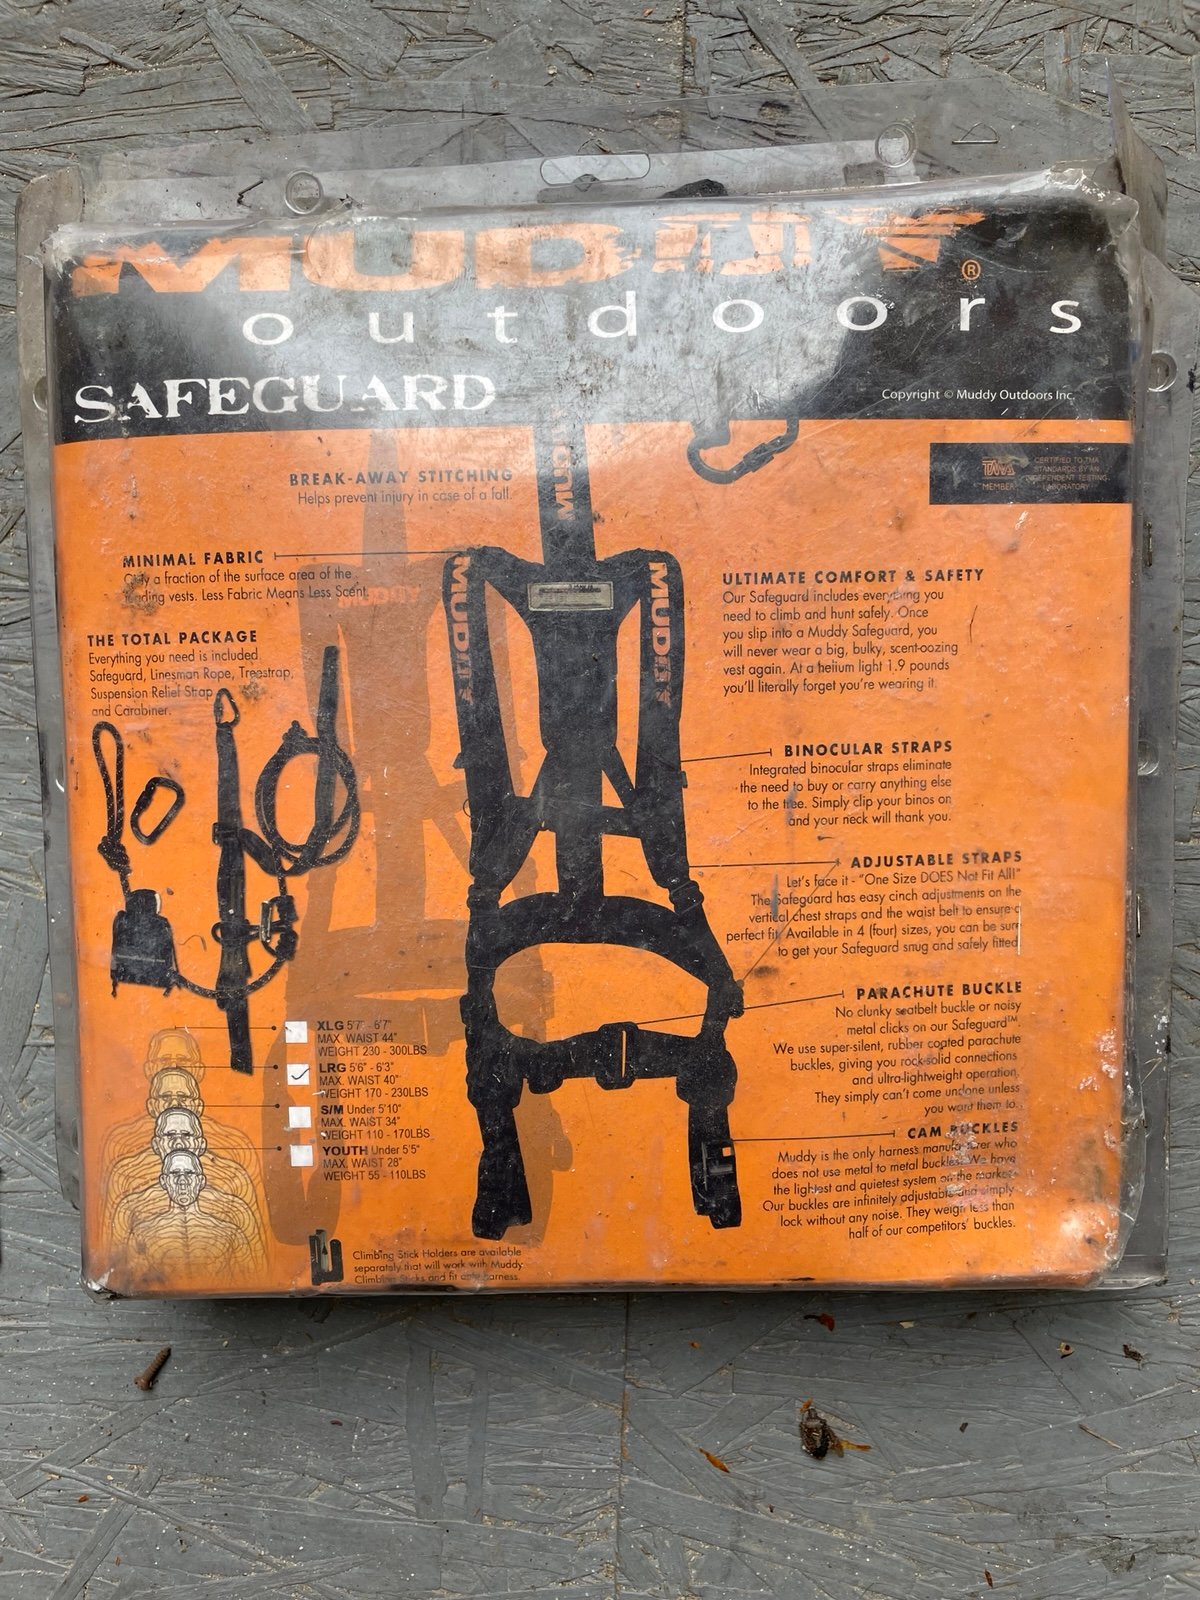 MUDDY®
outdoors
SAFEGUARD
Copyright © Muddy Outdoors Inc.
TMA
MEMBER
CERTIFIED TO TMA
STANDARDS BY AN
INDEPENDENT TESTING
LABORATORY
BREAK-AWAY STITCHING
Helps prevent injury in case of a fall.
MUDDY
MINIMAL FABRIC
Only a fraction of the surface area of the
leading vests. Less Fabric Means Less Scent.
MUDDY
MUDDY
MUDDY
ULTIMATE COMFORT & SAFETY
Our Safeguard includes everything you
need to climb and hunt safely. Once
you slip into a Muddy Safeguard, you
will never wear a big, bulky, scent-oozing
vest again. At a helium light 1.9 pounds
you'll literally forget you're wearing it.
THE TOTAL PACKAGE
Everything you need is included.
Safeguard, Linesman Rope, Treestrap,
Suspension Relief Strap
and Carabiner.
BINOCULAR STRAPS
Integrated binocular straps eliminate
the need to buy or carry anything else
to the tree. Simply clip your binos on
and your neck will thank you.
ADJUSTABLE STRAPS
Let's face it - "One Size DOES Not Fit All!"
The Safeguard has easy cinch adjustments on the
vertical chest straps and the waist belt to ensure a
perfect fit. Available in 4 (four) sizes, you can be sure
to get your Safeguard snug and safely fitted
PARACHUTE BUCKLE
No clunky seatbelt buckle or noisy
metal clicks on our Safeguard™.
We use super-silent, rubber coated parachute
buckles, giving you rock-solid connections
and ultra-lightweight operation.
They simply can't come undone unless
you want them to.
CAM BUCKLES
Muddy is the only harness manufacturer who
does not use metal to metal buckles. We have
the lightest and quietest system on the market.
Our buckles are infinitely adjustable and simply
lock without any noise. They weigh less than
half of our competitors' buckles.
XLG 5'7" - 6'7"
MAX. WAIST 44"
WEIGHT 230 - 300LBS
LRG 5'6" - 6'3"
MAX. WAIST 40"
WEIGHT 170 - 230LBS
S/M Under 5'10"
MAX. WAIST 34"
WEIGHT 110 - 170LBS
YOUTH Under 5'5"
MAX. WAIST 28"
WEIGHT 55 - 110LBS
Climbing Stick Holders are available
separately that will work with Muddy
Climbing Sticks and fit any harness.